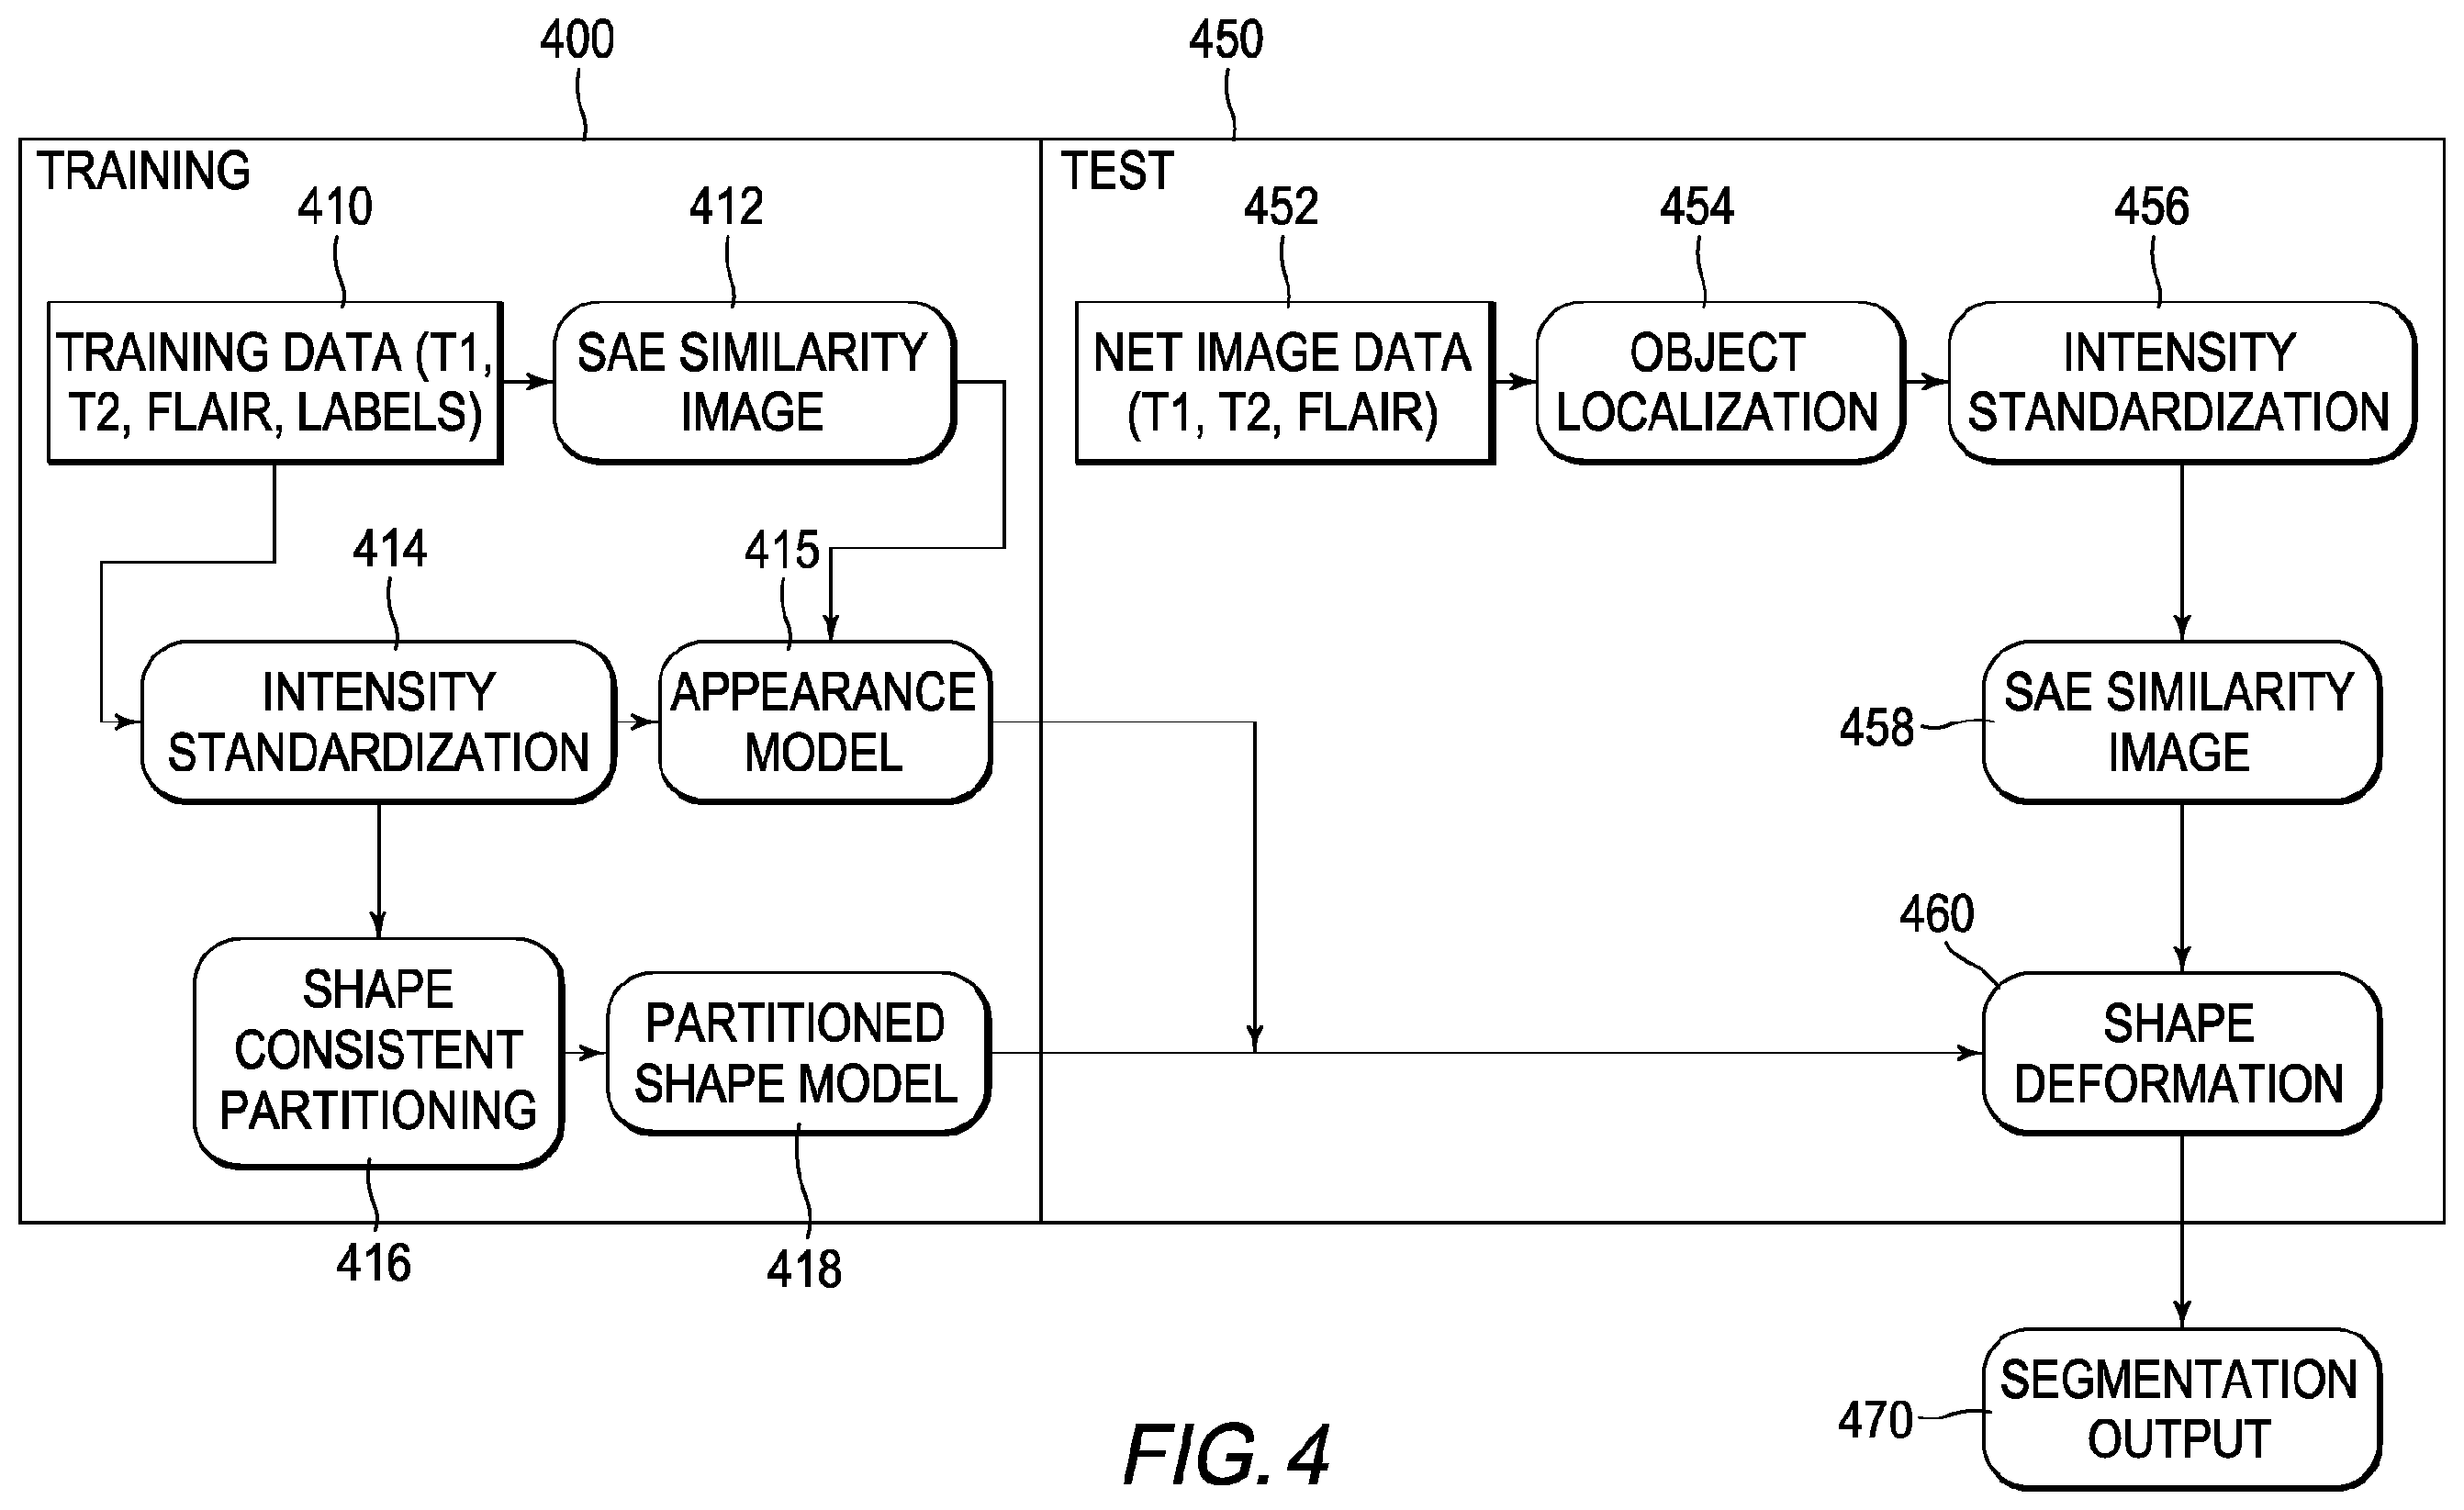 400
450
TRAINING
TEST
410
412
452
454
456
TRAINING DATA (T1,
T2, FLAIR, LABELS)
SAE SIMILARITY
IMAGE
NET IMAGE DATA
(T1, T2, FLAIR)
OBJECT
LOCALIZATION
INTENSITY
STANDARDIZATION
414
415
INTENSITY
STANDARDIZATION
APPEARANCE
MODEL
458
SAE SIMILARITY
IMAGE
460
SHAPE
CONSISTENT
PARTITIONING
PARTITIONED
SHAPE MODEL
SHAPE
DEFORMATION
416
418
470
SEGMENTATION
OUTPUT
FIG. 4